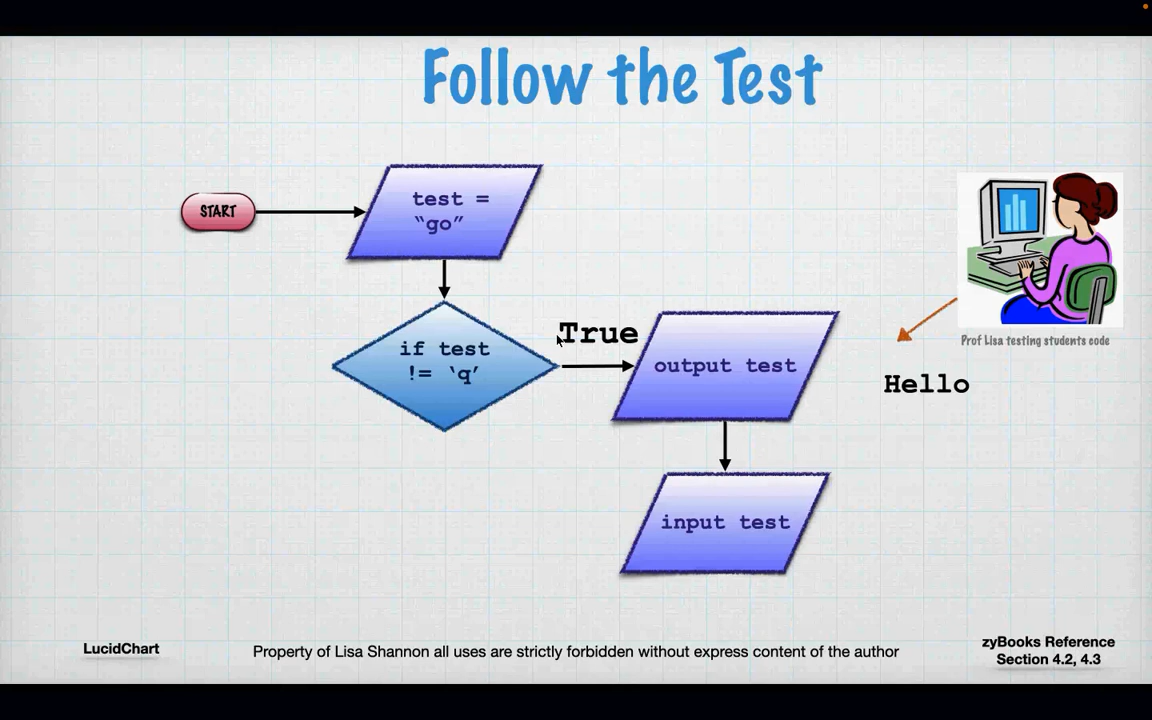 Follow the Test
START
test =
“go”
if test
!= ‘q’
True
output test
input test
Prof Lisa testing students code
Hello
LucidChart
Property of Lisa Shannon all uses are strictly forbidden without express content of the author
zyBooks Reference
Section 4.2, 4.3